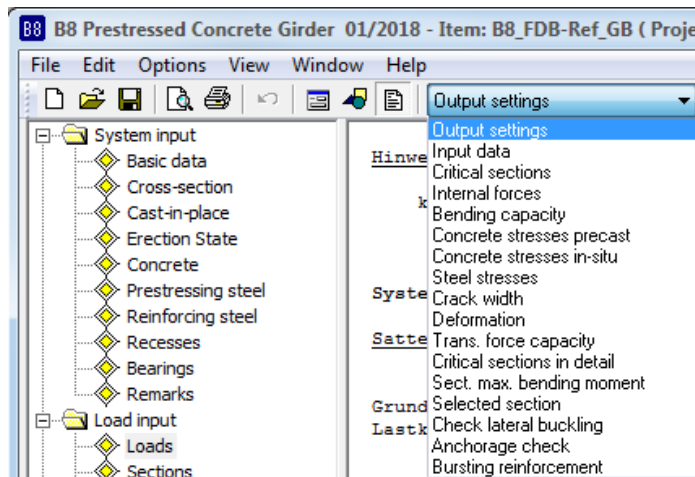 B8 B8 Prestressed Concrete Girder 01/2018 - Item: B8_FDB-Ref_GB ( Proje
File Edit Options View Window Help
Output settings
System input
Basic data
Cross-section
Cast-in-place
Erection State
Concrete
Prestressing steel
Reinforcing steel
Recesses
Bearings
Remarks
Load input
Loads
Sections
Hinwe
k
Syste
Satte
Grund
Lastk
Output settings
Input data
Critical sections
Internal forces
Bending capacity
Concrete stresses precast
Concrete stresses in-situ
Steel stresses
Crack width
Deformation
Trans. force capacity
Critical sections in detail
Sect. max. bending moment
Selected section
Check lateral buckling
Anchorage check
Bursting reinforcement